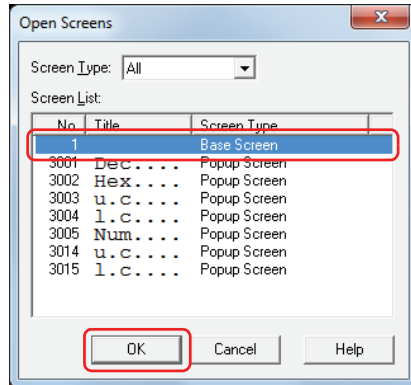 Open Screens
Screen Type: All
Screen List:
No. Title Screen Type
1 Base Screen
3001 Dec.... Popup Screen
3002 Hex.... Popup Screen
3003 u.c.... Popup Screen
3004 l.c.... Popup Screen
3005 Num.... Popup Screen
3014 u.c.... Popup Screen
3015 l.c.... Popup Screen
OK Cancel Help